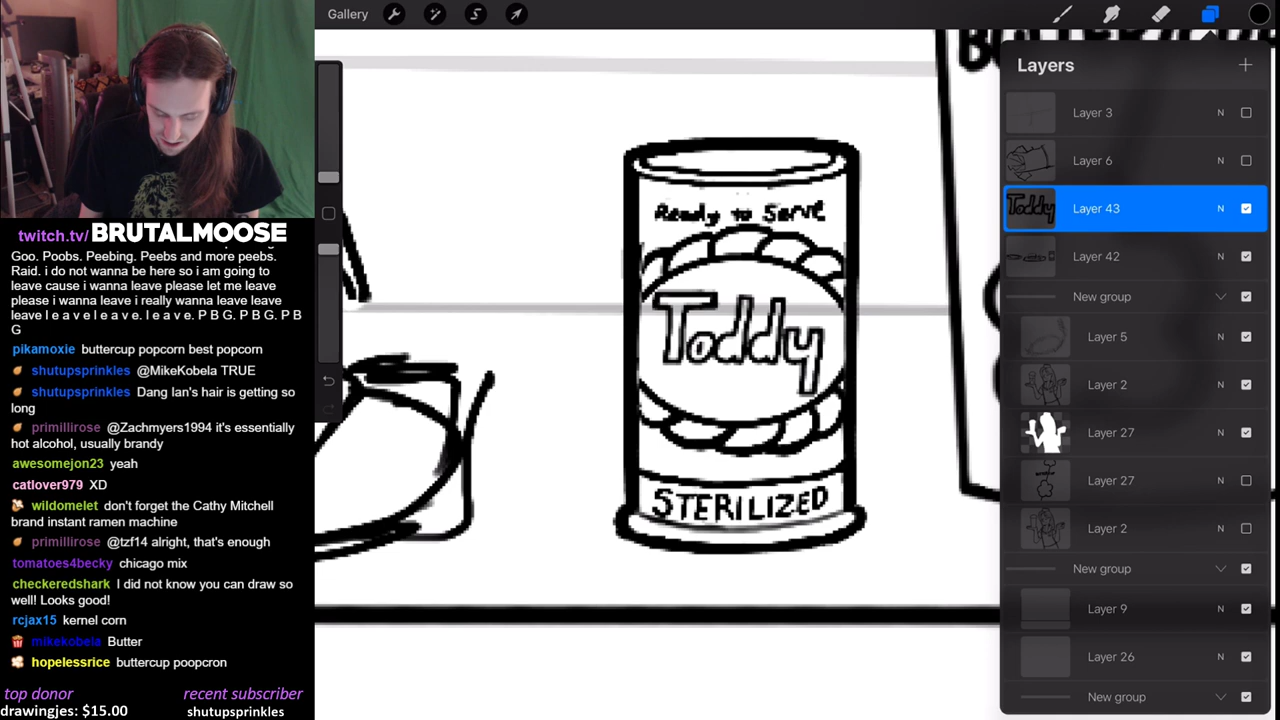 Gallery
Layers
Layer 3 N
Layer 6 N
Toddy Layer 43 N
Layer 42 N
New group
Layer 5 N
Layer 2 N
Layer 27 N
Layer 27 N
Layer 2 N
New group
Layer 9 N
Layer 26 N
New group
Ready to Serve
Toddy
STERILIZED
twitch.tv/BRUTALMOOSE
Goo. Poobs. Peebing. Peebs and more peebs.
Raid. i do not wanna be here so i am going to
leave cause i wanna leave please let me leave
please i wanna leave i really wanna leave leave
leave l e a v e l e a v e. l e a v e. P B G. P B G. P B
G
pikamoxie buttercup popcorn best popcorn
shutupsprinkles @MikeKobela TRUE
shutupsprinkles Dang Ian's hair is getting so
long
primillirose @Zachmyers1994 it's essentially
hot alcohol, usually brandy
awesomejon23 yeah
catlover979 XD
wildomelet don't forget the Cathy Mitchell
brand instant ramen machine
primillirose @tzf14 alright, that's enough
tomatoes4becky chicago mix
checkeredshark I did not know you can draw so
well! Looks good!
rcjax15 kernel corn
mikekobela Butter
hopelessrice buttercup poopcron
top donor
drawingjes: $15.00
recent subscriber
shutupsprinkles